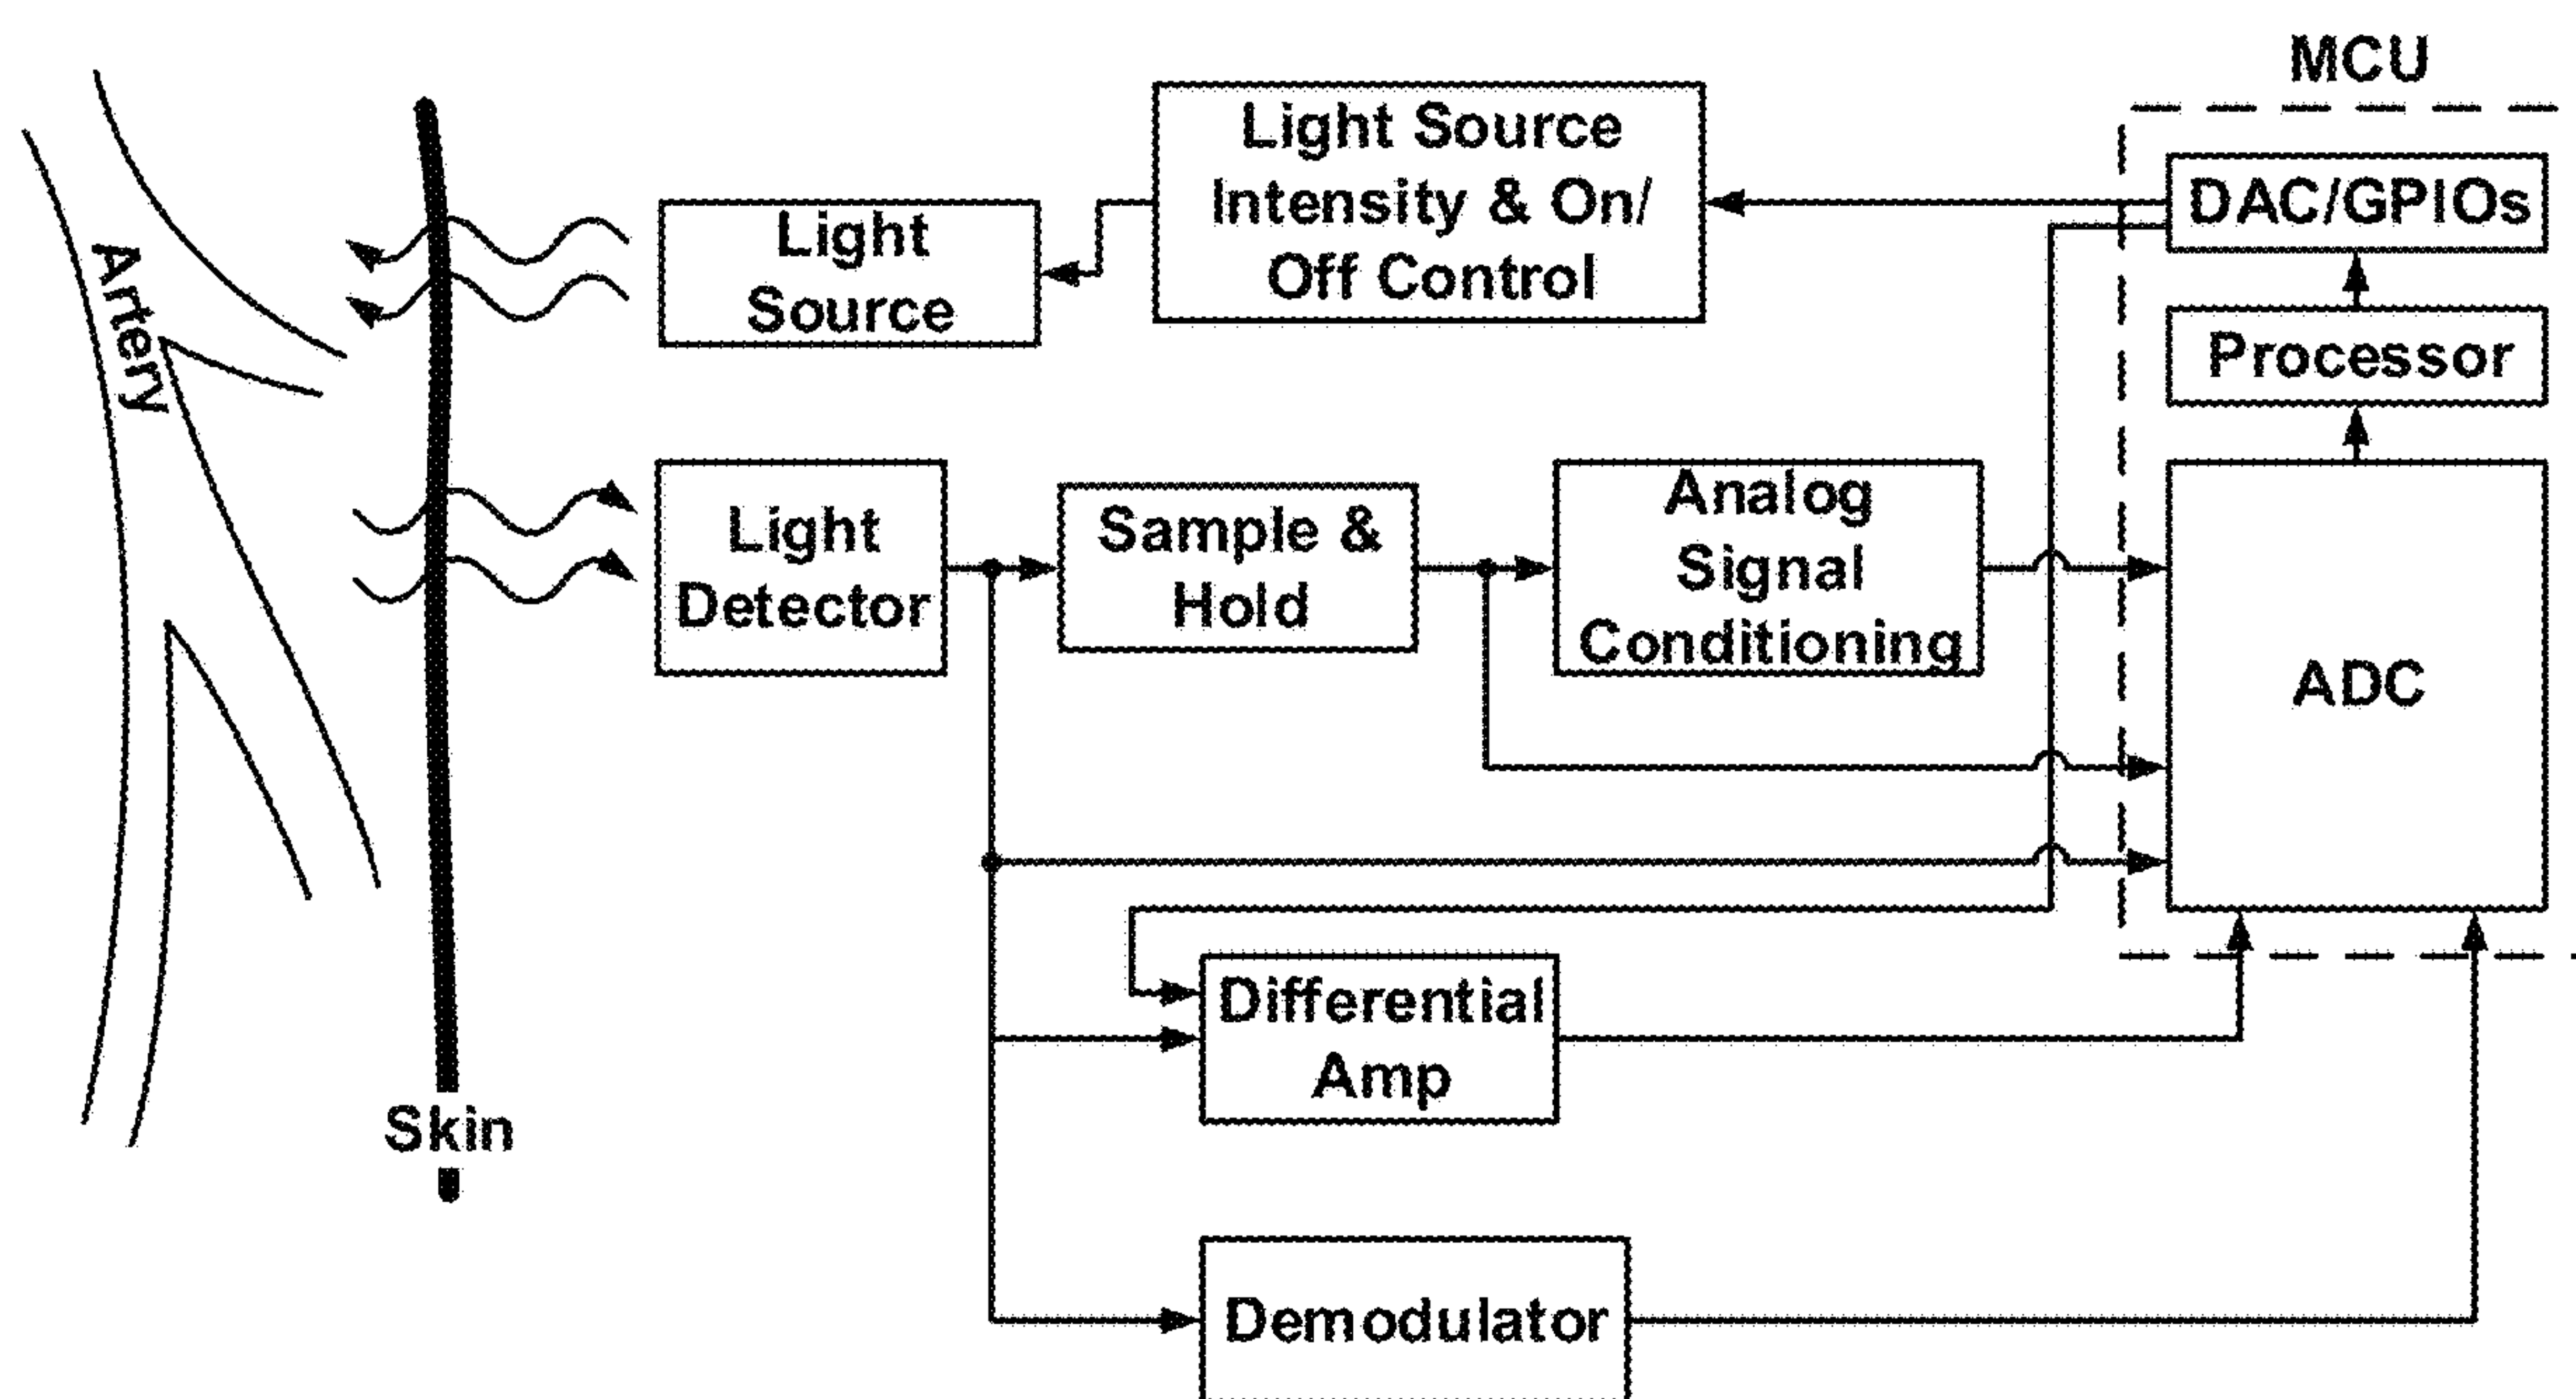 MCU
Light Source
Intensity & On/
Off Control
DAC/GPIOs
Light
Source
Artery
Processor
Light
Detector
Sample &
Hold
Analog
Signal
Conditioning
ADC
Differential
Amp
Skin
Demodulator